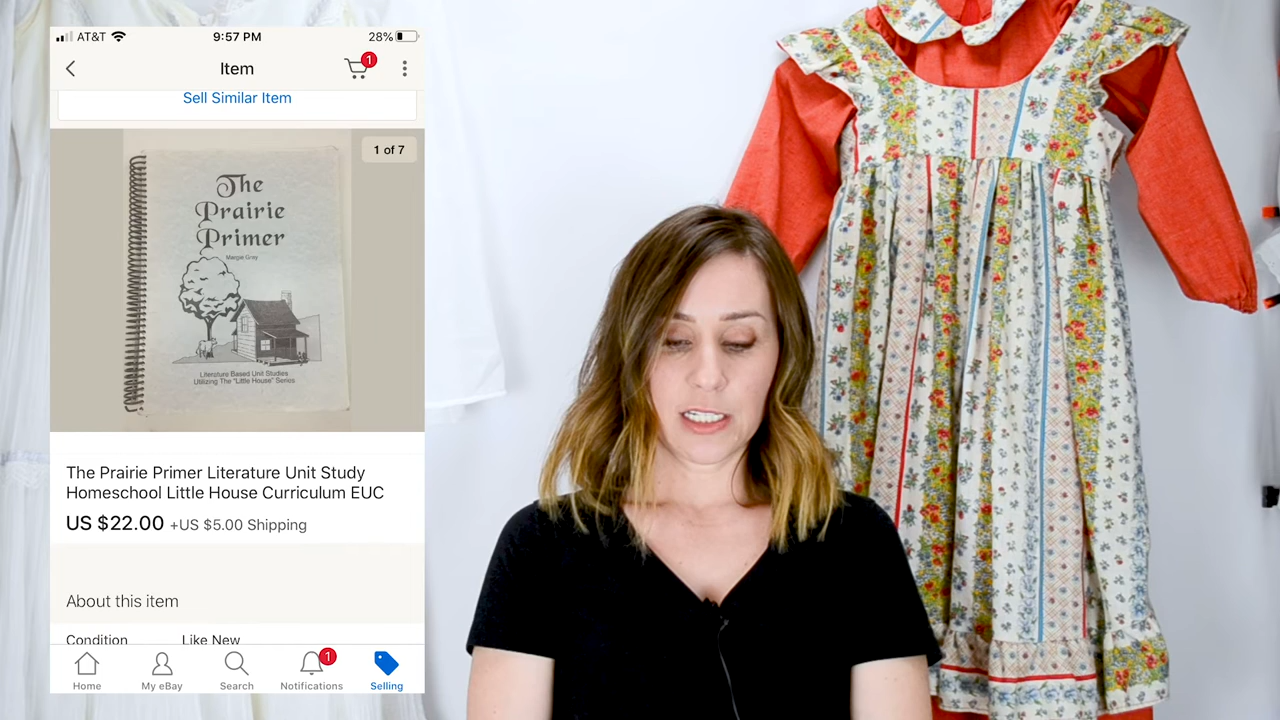 AT&T
9:57 PM
28%
Item
1
Sell Similar Item
1 of 7
The
Prairie
Primer
Margie Gray
Literature Based Unit Studies
Utilizing The "Little House" Series
The Prairie Primer Literature Unit Study
Homeschool Little House Curriculum EUC
US $22.00 +US $5.00 Shipping
About this item
Condition Like New
1
Home My eBay Search Notifications Selling